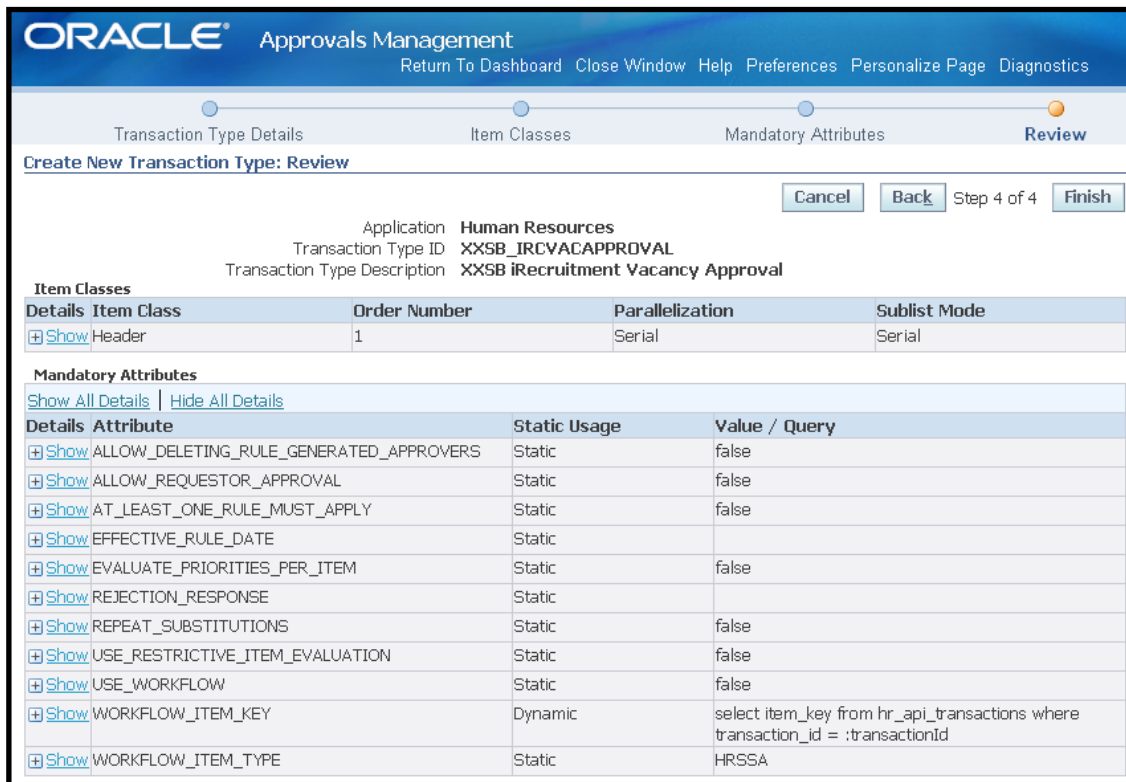 ORACLE® Approvals Management
Return To Dashboard Close Window Help Preferences Personalize Page Diagnostics
Transaction Type Details Item Classes Mandatory Attributes Review
Create New Transaction Type: Review
Cancel Back Step 4 of 4 Finish
Application Human Resources
Transaction Type ID XXSB_IRCVACAPPROVAL
Transaction Type Description XXSB iRecruitment Vacancy Approval
Item Classes
Details Item Class Order Number Parallelization Sublist Mode
Show Header 1 Serial Serial
Mandatory Attributes
Show All Details | Hide All Details
Details Attribute Static Usage Value / Query
Show ALLOW_DELETING_RULE_GENERATED_APPROVERS Static false
Show ALLOW_REQUESTOR_APPROVAL Static false
Show AT_LEAST_ONE_RULE_MUST_APPLY Static false
Show EFFECTIVE_RULE_DATE Static
Show EVALUATE_PRIORITIES_PER_ITEM Static false
Show REJECTION_RESPONSE Static
Show REPEAT_SUBSTITUTIONS Static false
Show USE_RESTRICTIVE_ITEM_EVALUATION Static false
Show USE_WORKFLOW Static false
Show WORKFLOW_ITEM_KEY Dynamic select item_key from hr_api_transactions where
transaction_id = :transactionId
Show WORKFLOW_ITEM_TYPE Static HRSSA